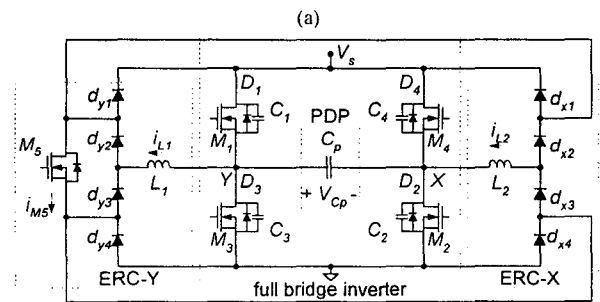 (a)
V_s
D_1
D_4
d_y1
d_x1
C_1
PDP
C_4
M_5
d_y2
i_L1
M_1
C_p
M_4
i_L2
d_x2
Y
D_3
D_2
X
L_1
L_2
i_M5
d_y3
+ V_Cp -
d_x3
d_y4
M_3
C_3
C_2
M_2
d_x4
ERC-Y
full bridge inverter
ERC-X